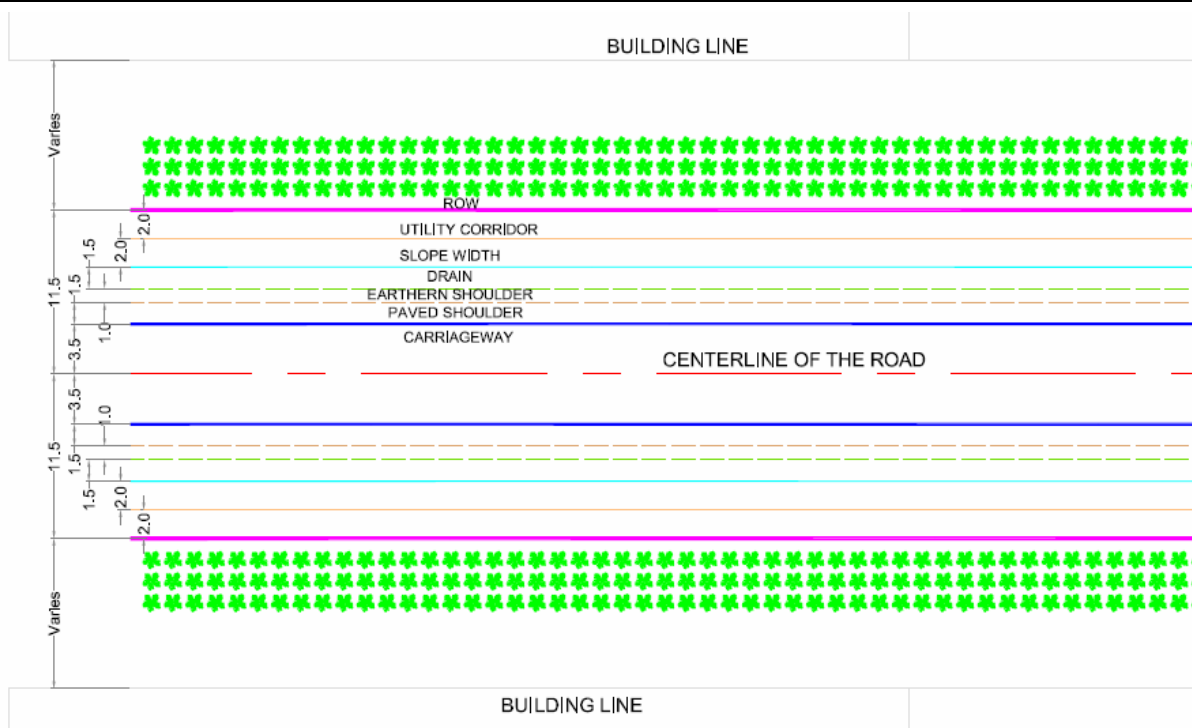 BUILDING LINE
Varies
ROW
2.0
UTILITY CORRIDOR
2.0
1.5
SLOPE WIDTH
DRAIN
11.5
1.5
EARTHERN SHOULDER
PAVED SHOULDER
1.0
CARRIAGEWAY
3.5
CENTERLINE OF THE ROAD
3.5
1.0
11.5
1.5
1.5
2.0
2.0
Varies
BUILDING LINE